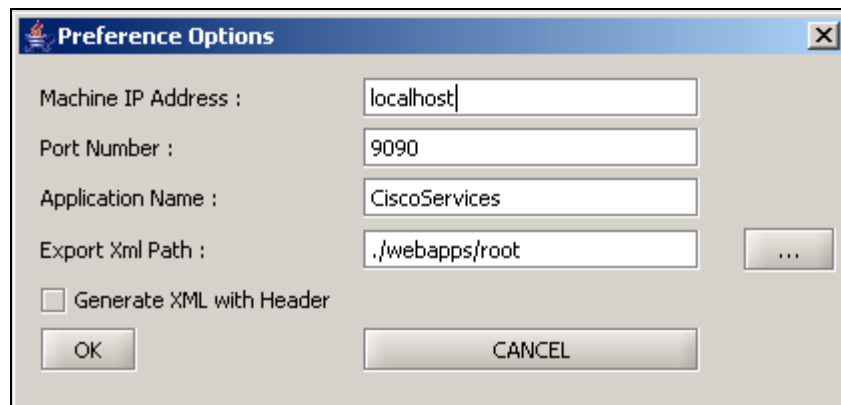 Preference Options
Machine IP Address : localhost
Port Number : 9090
Application Name : CiscoServices
Export Xml Path : ./webapps/root ...
Generate XML with Header
OK CANCEL